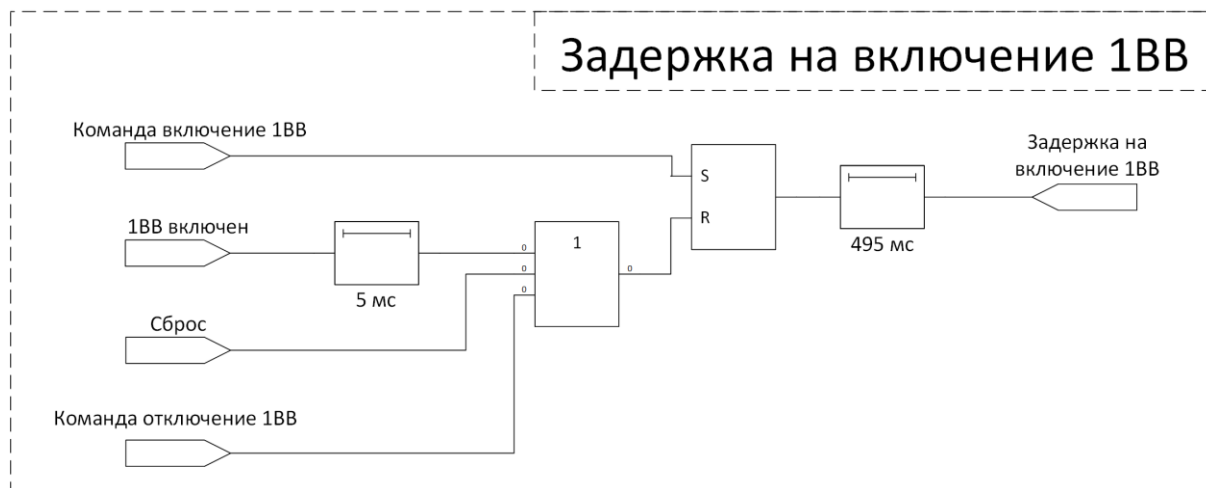 Задержка на включение 1ВВ
Команда включение 1ВВ
Задержка на
включение 1ВВ
S
R
495 мс
1ВВ включен
5 мс
1
0
0
0
0
Сброс
Команда отключение 1ВВ